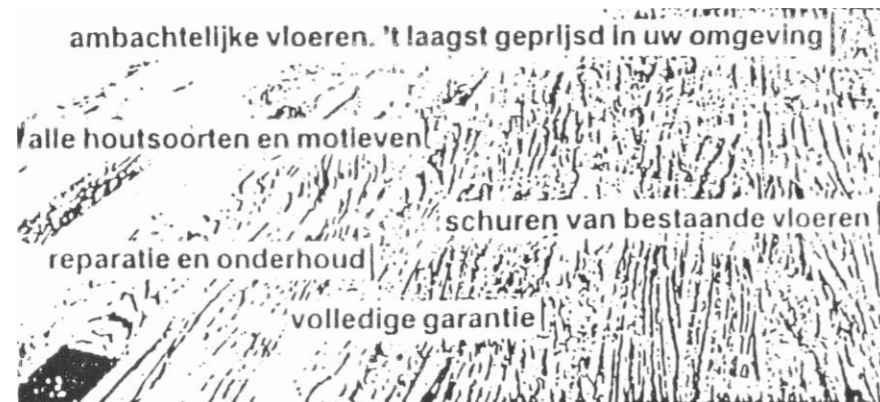 ambachtelijke vloeren. 't laagst geprijsd in uw omgeving
alle houtsoorten en motieven
schuren van bestaande vloeren
reparatie en onderhoud
volledige garantie